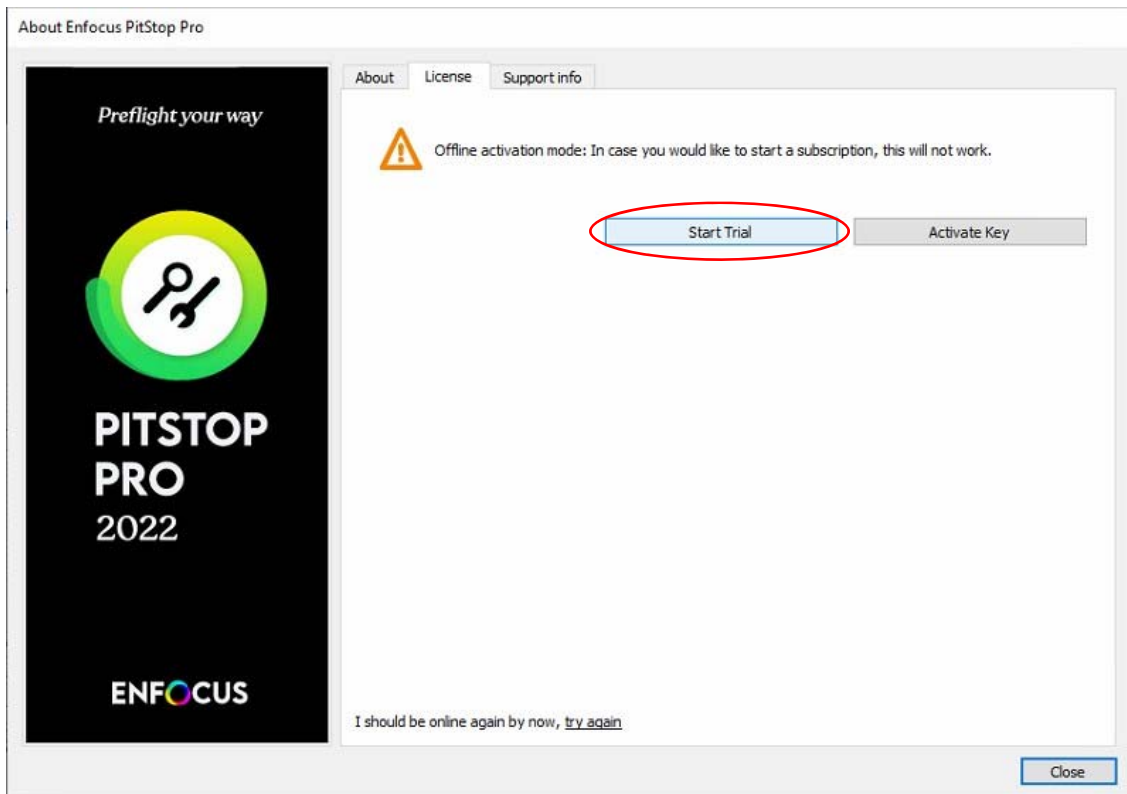 About Enfocus PitStop Pro
Preflight your way
PITSTOP
PRO
2022
ENFOCUS
About License Support info
Offline activation mode: In case you would like to start a subscription, this will not work.
Start Trial Activate Key
I should be online again by now, try again
Close